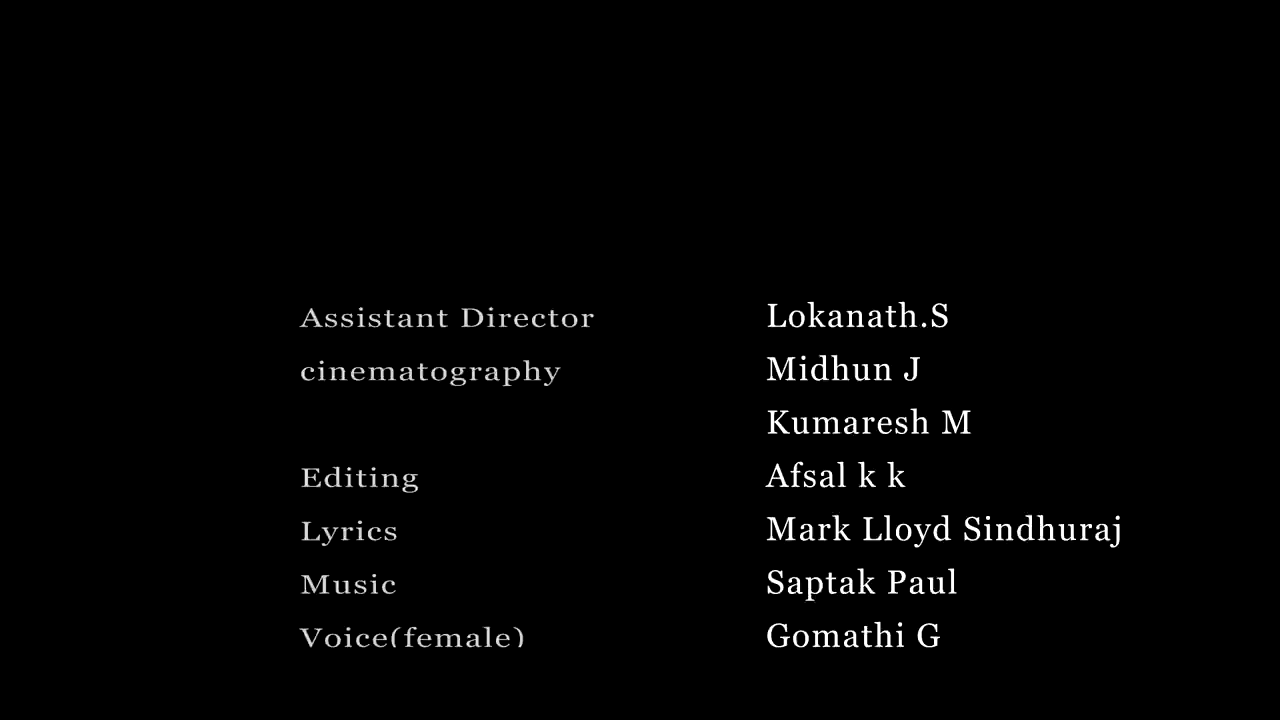 Assistant Director Lokanath.S
cinematography Midhun J
Kumaresh M
Editing Afsal k k
Lyrics Mark Lloyd Sindhuraj
Music Saptak Paul
Voice(female) Gomathi G